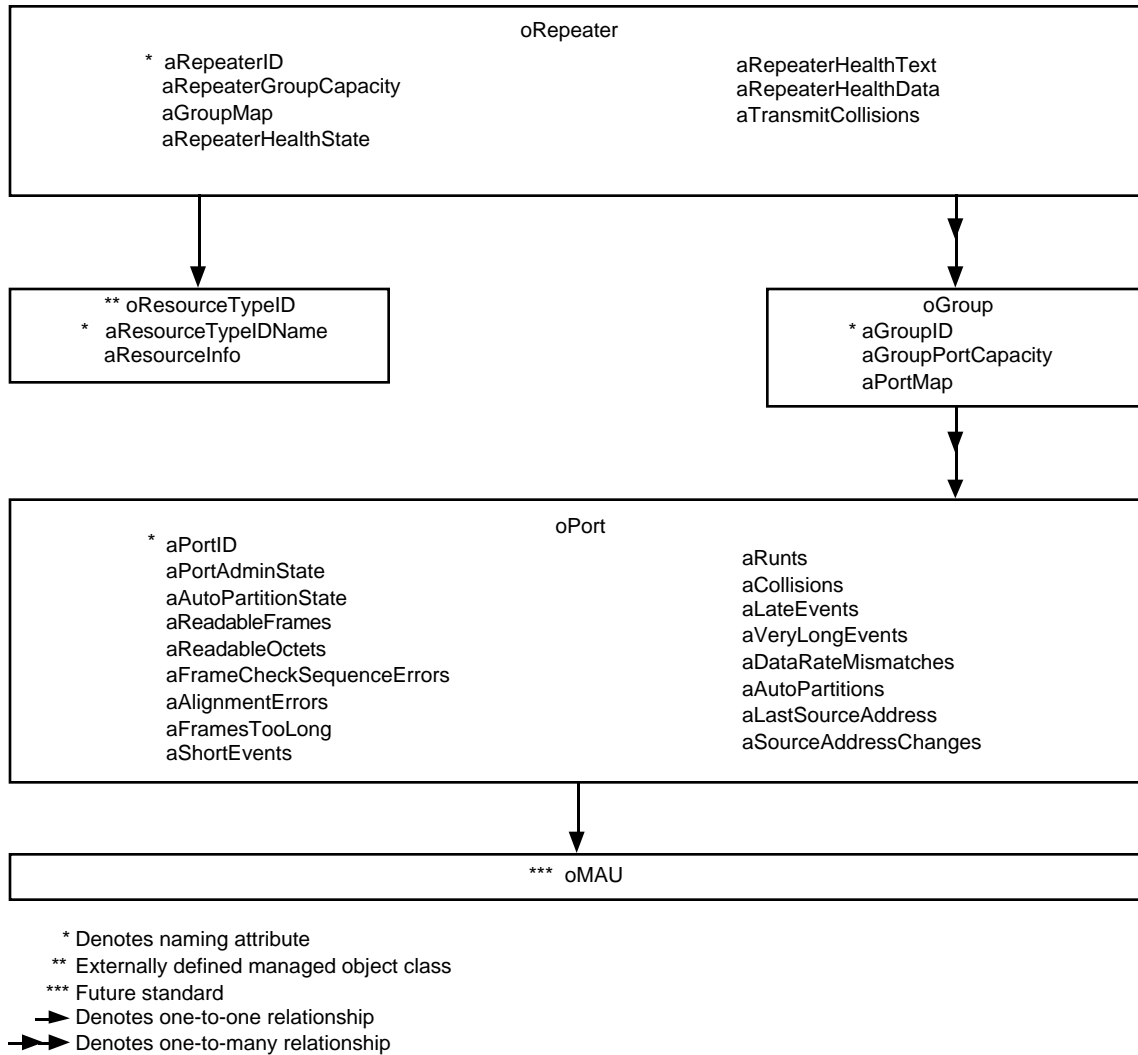 oRepeater
* aRepeaterID
aRepeaterGroupCapacity
aGroupMap
aRepeaterHealthState
aRepeaterHealthText
aRepeaterHealthData
aTransmitCollisions
** oResourceTypeID
* aResourceTypeIDName
aResourceInfo
oGroup
* aGroupID
aGroupPortCapacity
aPortMap
oPort
* aPortID
aPortAdminState
aAutoPartitionState
aReadableFrames
aReadableOctets
aFrameCheckSequenceErrors
aAlignmentErrors
aFramesTooLong
aShortEvents
aRunts
aCollisions
aLateEvents
aVeryLongEvents
aDataRateMismatches
aAutoPartitions
aLastSourceAddress
aSourceAddressChanges
*** oMAU
* Denotes naming attribute
** Externally defined managed object class
*** Future standard
Denotes one-to-one relationship
Denotes one-to-many relationship